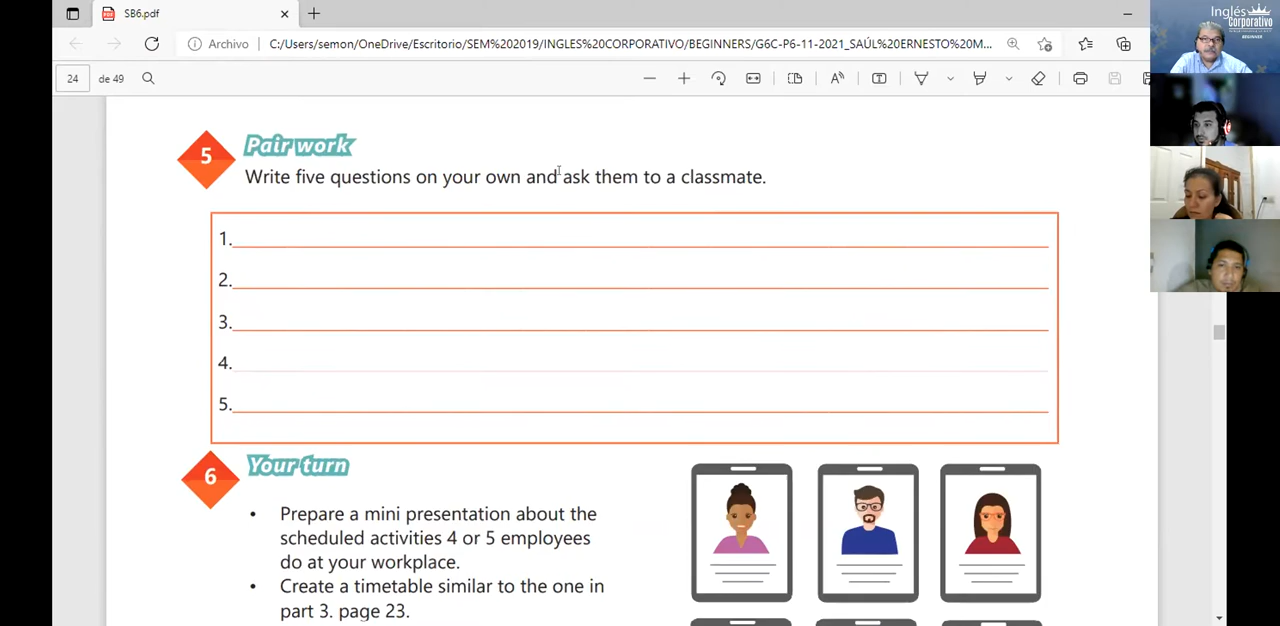 SB6.pdf
Archivo
C:/Users/semon/OneDrive/Escritorio/SEM%202019/INGLES%20CORPORATIVO/BEGINNERS/G6C-P6-11-2021_SAÚL%20ERNESTO%20M...
24
de 49
Inglés
Corporativo
BEGINNER
5
Pair work
Write five questions on your own and ask them to a classmate.
1.
2.
3.
4.
5.
6
Your turn
• Prepare a mini presentation about the
scheduled activities 4 or 5 employees
do at your workplace.
• Create a timetable similar to the one in
part 3. page 23.